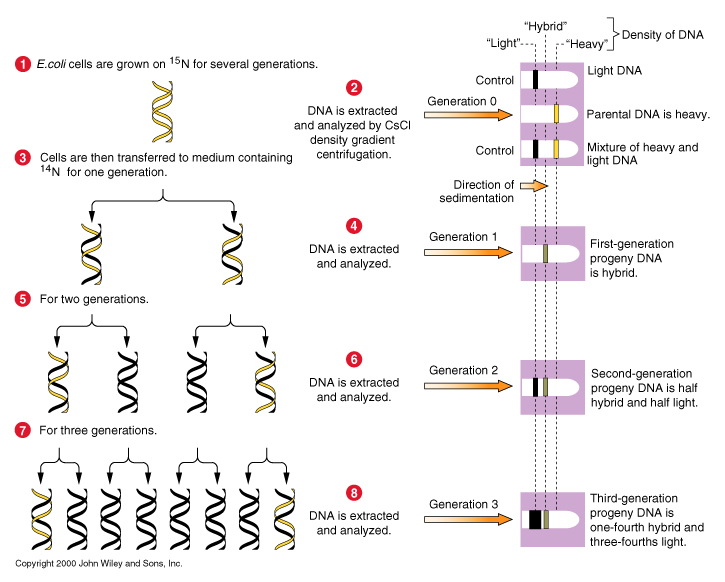 "Hybrid"
"Light"
"Heavy"
Density of DNA
1 E.coli cells are grown on ¹⁵N for several generations.
2
DNA is extracted
and analyzed by CsCl
density gradient
centrifugation.
Control
Light DNA
Generation 0
Parental DNA is heavy.
Control
Mixture of heavy and
light DNA
Direction of
sedimentation
3 Cells are then transferred to medium containing
¹⁴N for one generation.
4
DNA is extracted
and analyzed.
Generation 1
First-generation
progeny DNA
is hybrid.
5 For two generations.
6
DNA is extracted
and analyzed.
Generation 2
Second-generation
progeny DNA is half
hybrid and half light.
7 For three generations.
8
DNA is extracted
and analyzed.
Generation 3
Third-generation
progeny DNA is
one-fourth hybrid and
three-fourths light.
Copyright 2000 John Wiley and Sons, Inc.